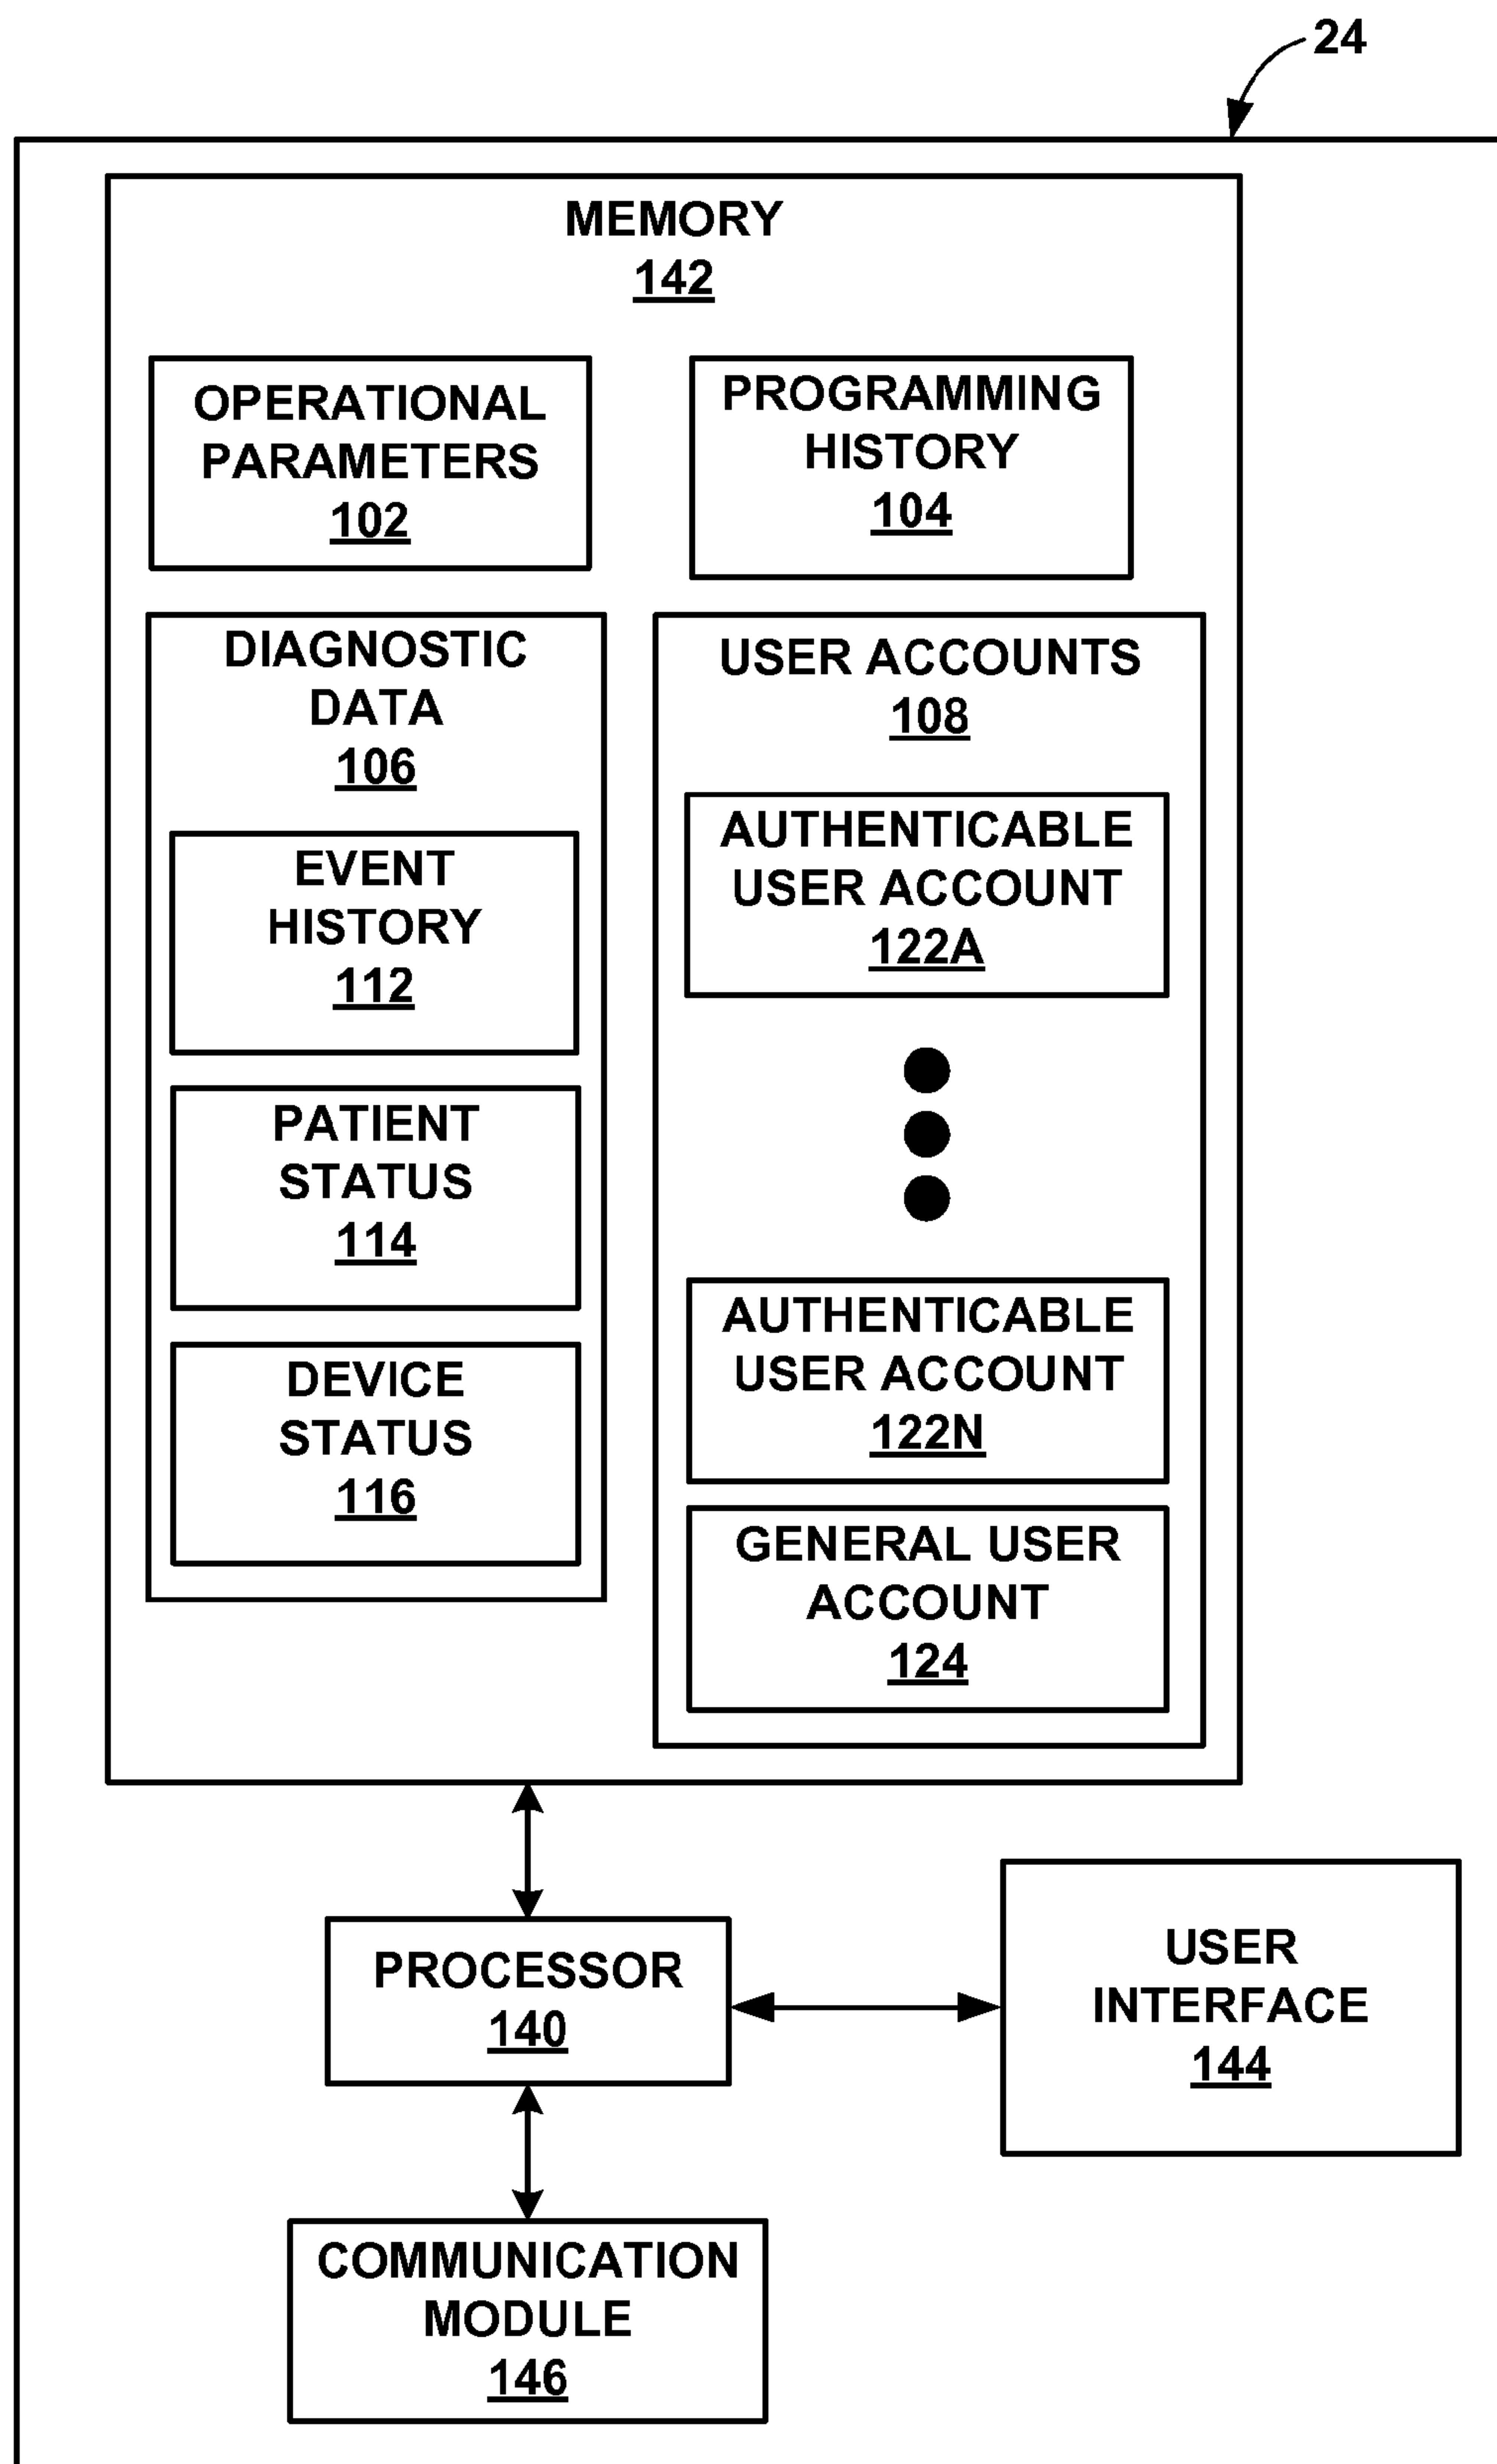 24
MEMORY
142
OPERATIONAL
PARAMETERS
102
PROGRAMMING
HISTORY
104
DIAGNOSTIC
DATA
106
EVENT
HISTORY
112
PATIENT
STATUS
114
DEVICE
STATUS
116
USER ACCOUNTS
108
AUTHENTICABLE
USER ACCOUNT
122A
AUTHENTICABLE
USER ACCOUNT
122N
GENERAL USER
ACCOUNT
124
PROCESSOR
140
USER
INTERFACE
144
COMMUNICATION
MODULE
146